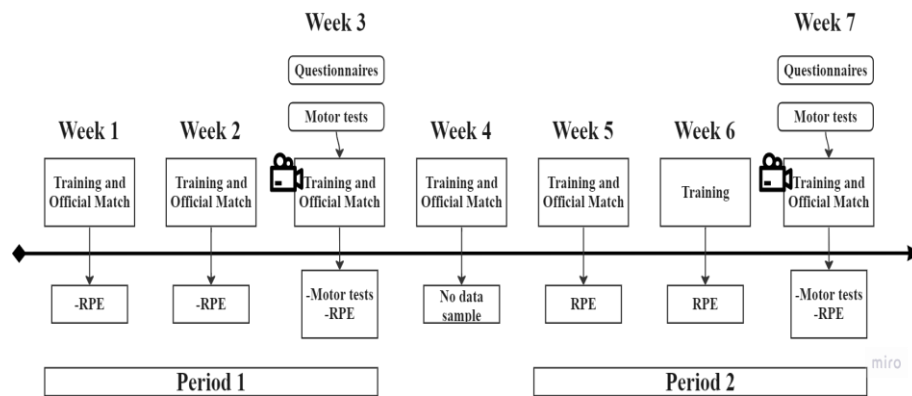 Week 3
Week 7
Questionnaires
Questionnaires
Motor tests
Motor tests
Week 1
Week 2
Week 4
Week 5
Week 6
Training and
Official Match
Training and
Official Match
Training and
Official Match
Training and
Official Match
Training and
Official Match
Training
Training and
Official Match
-RPE
-RPE
-Motor tests
-RPE
No data
sample
RPE
RPE
-Motor tests
-RPE
Period 1
Period 2
miro